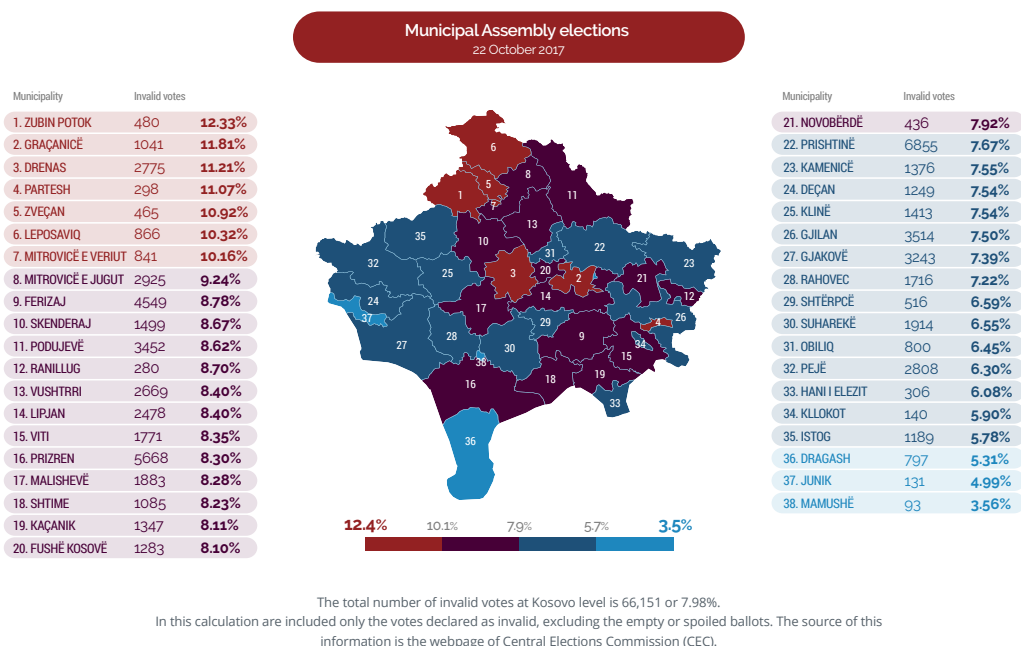 Municipal Assembly elections
22 October 2017
Municipality Invalid votes
1. ZUBIN POTOK 480 12.33%
2. GRAÇANICË 1041 11.81%
3. DRENAS 2775 11.21%
4. PARTESH 298 11.07%
5. ZVEÇAN 465 10.92%
6. LEPOSAVIQ 866 10.32%
7. MITROVICË E VERIUT 841 10.16%
8. MITROVICË E JUGUT 2925 9.24%
9. FERIZAJ 4549 8.78%
10. SKENDERAJ 1499 8.67%
11. PODUJEVË 3452 8.62%
12. RANILLUG 280 8.70%
13. VUSHTRRI 2669 8.40%
14. LIPJAN 2478 8.40%
15. VITI 1771 8.35%
16. PRIZREN 5668 8.30%
17. MALISHEVË 1883 8.28%
18. SHTIME 1085 8.23%
19. KAÇANIK 1347 8.11%
20. FUSHË KOSOVË 1283 8.10%
6
8
5
11
1
7
13
35
10
22
31
32
23
25
3
20
2
21
12
24
14
17
37
26
29
4
28
9
27
30
34
15
38
19
18
16
33
36
12.4% 10.1% 7.9% 5.7% 3.5%
Municipality Invalid votes
21. NOVOBËRDË 436 7.92%
22. PRISHTINË 6855 7.67%
23. KAMENICË 1376 7.55%
24. DEÇAN 1249 7.54%
25. KLINË 1413 7.54%
26. GJILAN 3514 7.50%
27. GJAKOVË 3243 7.39%
28. RAHOVEC 1716 7.22%
29. SHTËRPCË 516 6.59%
30. SUHAREKË 1914 6.55%
31. OBILIQ 800 6.45%
32. PEJË 2808 6.30%
33. HANI I ELEZIT 306 6.08%
34. KLLOKOT 140 5.90%
35. ISTOG 1189 5.78%
36. DRAGASH 797 5.31%
37. JUNIK 131 4.99%
38. MAMUSHË 93 3.56%
The total number of invalid votes at Kosovo level is 66,151 or 7.98%.
In this calculation are included only the votes declared as invalid, excluding the empty or spoiled ballots. The source of this
information is the webpage of Central Elections Commission (CEC).